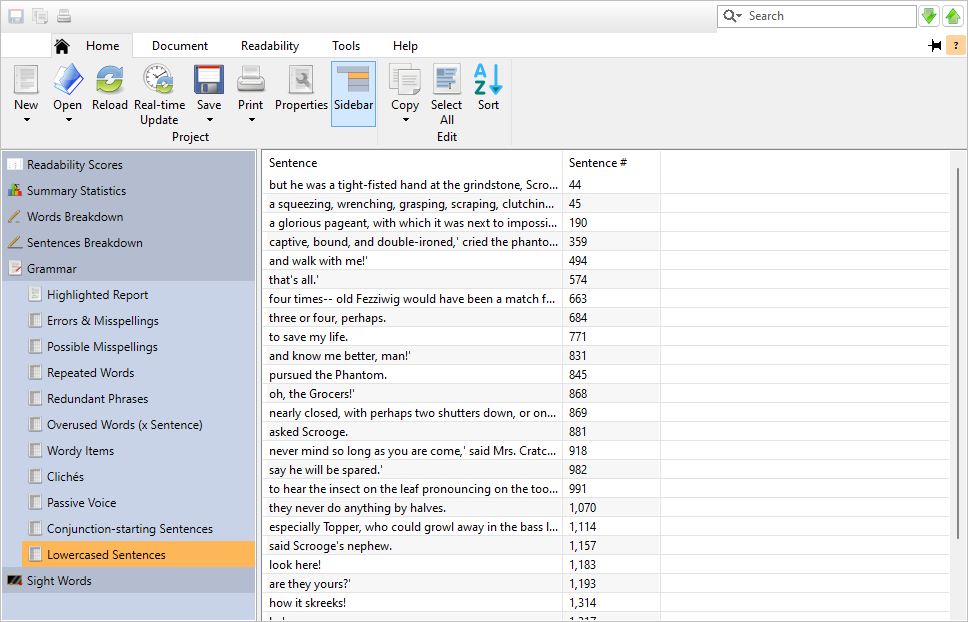 Search
Home Document Readability Tools Help ?
New Open Reload Real-time Update Save Print Properties Sidebar Copy Select All Sort
Project Edit
Readability Scores
Summary Statistics
Words Breakdown
Sentences Breakdown
Grammar
Highlighted Report
Errors & Misspellings
Possible Misspellings
Repeated Words
Redundant Phrases
Overused Words (x Sentence)
Wordy Items
Clichés
Passive Voice
Conjunction-starting Sentences
Lowercased Sentences
Sight Words
Sentence Sentence #
but he was a tight-fisted hand at the grindstone, Scro... 44
a squeezing, wrenching, grasping, scraping, clutchin... 45
a glorious pageant, with which it was next to impossi... 190
captive, bound, and double-ironed,' cried the phanto... 359
and walk with me!' 494
that's all.' 574
four times-- old Fezziwig would have been a match f... 663
three or four, perhaps. 684
to save my life. 771
and know me better, man!' 831
pursued the Phantom. 845
oh, the Grocers!' 868
nearly closed, with perhaps two shutters down, or on... 869
asked Scrooge. 881
never mind so long as you are come,' said Mrs. Cratc... 918
say he will be spared.' 982
to hear the insect on the leaf pronouncing on the too... 991
they never do anything by halves. 1,070
especially Topper, who could growl away in the bass l... 1,114
said Scrooge's nephew. 1,157
look here! 1,183
are they yours?' 1,193
how it skreeks! 1,314